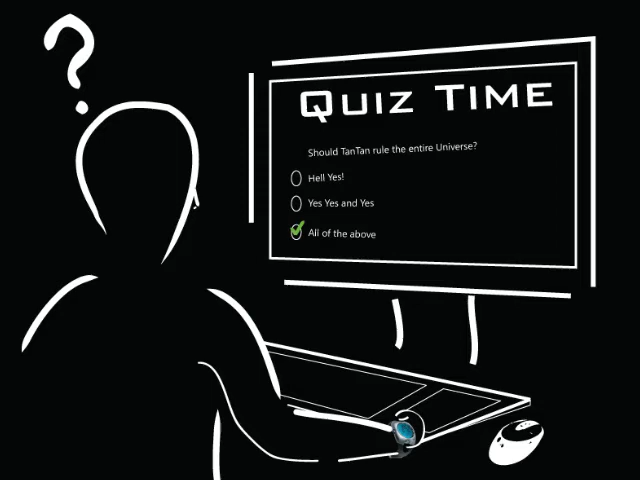 ?
QUIZ TIME
Should TanTan rule the entire Universe?
Hell Yes!
Yes Yes and Yes
All of the above